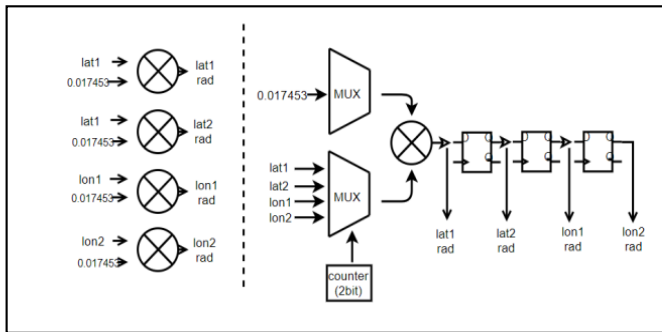 lat1
0.017453
lat1
rad
lat1
0.017453
lat2
rad
lon1
0.017453
lon1
rad
lon2
0.017453
lon2
rad
0.017453
MUX
lat1
lat2
lon1
lon2
MUX
counter
(2bit)
lat1
rad
lat2
rad
lon1
rad
lon2
rad